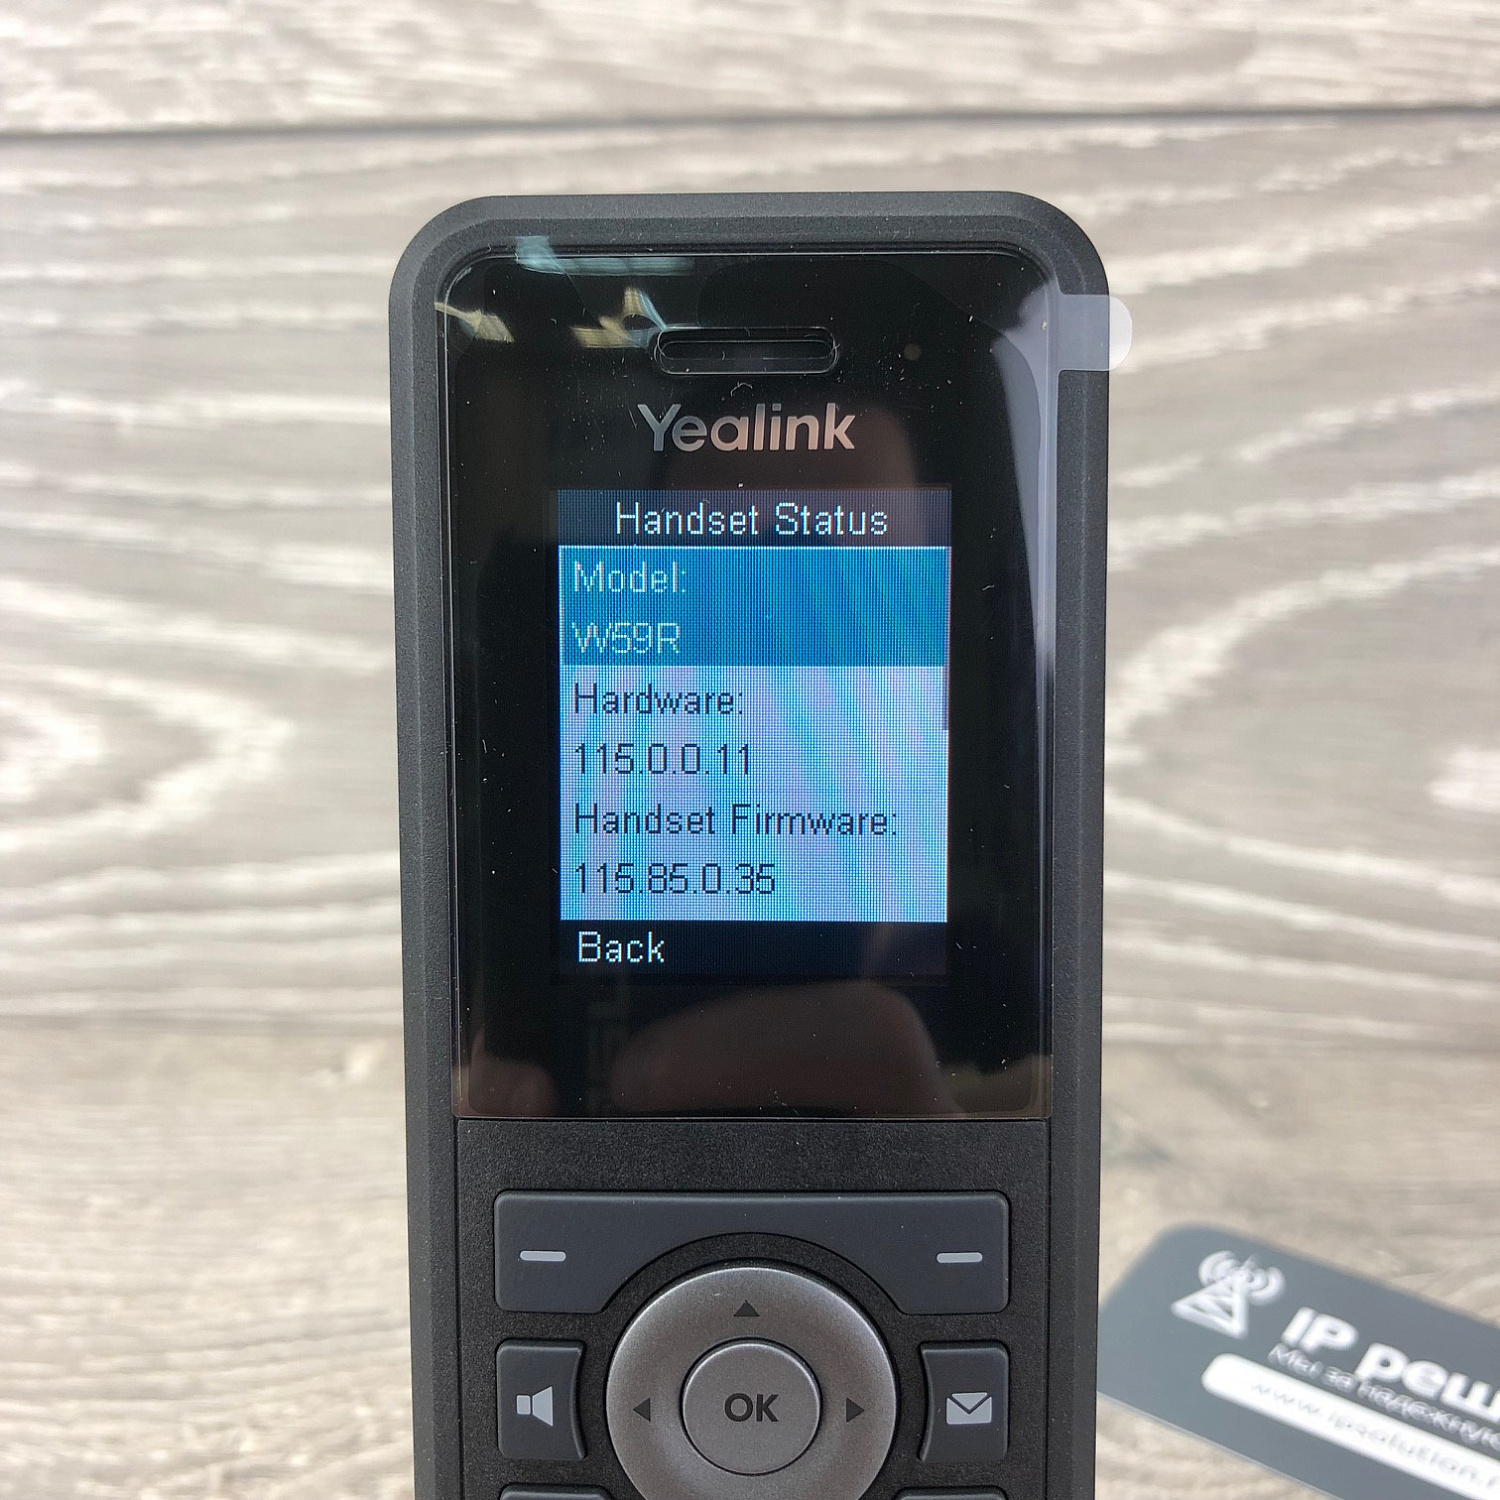 Yealink
Handset Status
Model:
W59R
Hardware:
115.0.0.11
Handset Firmware:
115.85.0.35
Back
OK
IP реш
Мы за надежную
www.ipsolution.